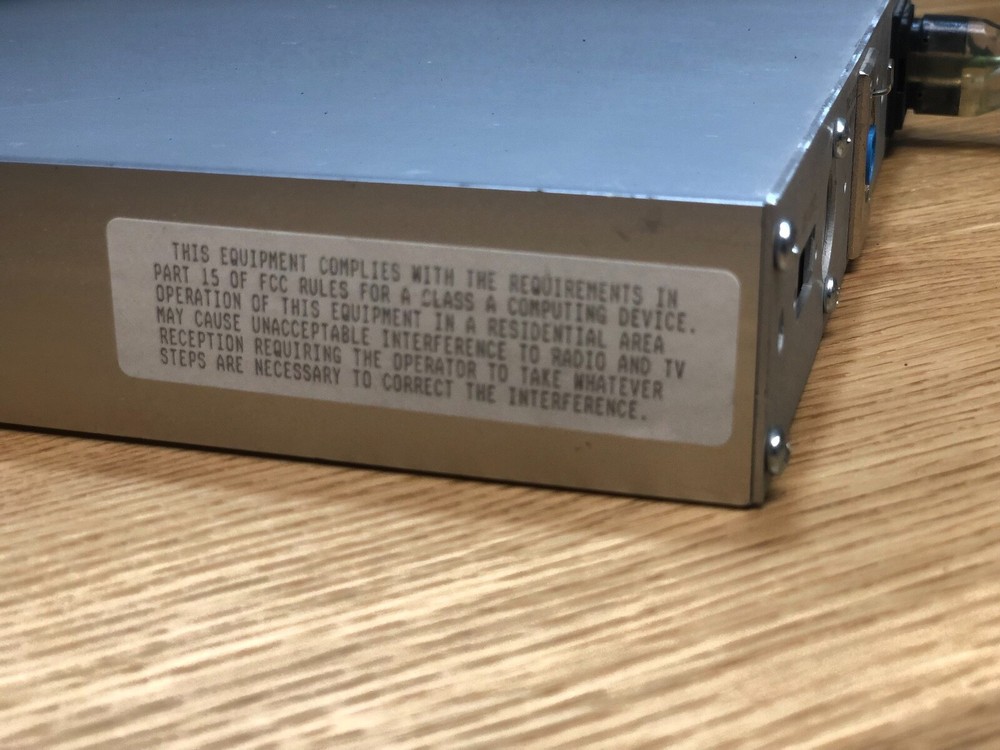 THIS EQUIPMENT COMPLIES WITH THE REQUIREMENTS IN
PART 15 OF FCC RULES FOR A CLASS A COMPUTING DEVICE.
OPERATION OF THIS EQUIPMENT IN A RESIDENTIAL AREA
MAY CAUSE UNACCEPTABLE INTERFERENCE TO RADIO AND TV
RECEPTION REQUIRING THE OPERATOR TO TAKE WHATEVER
STEPS ARE NECESSARY TO CORRECT THE INTERFERENCE.